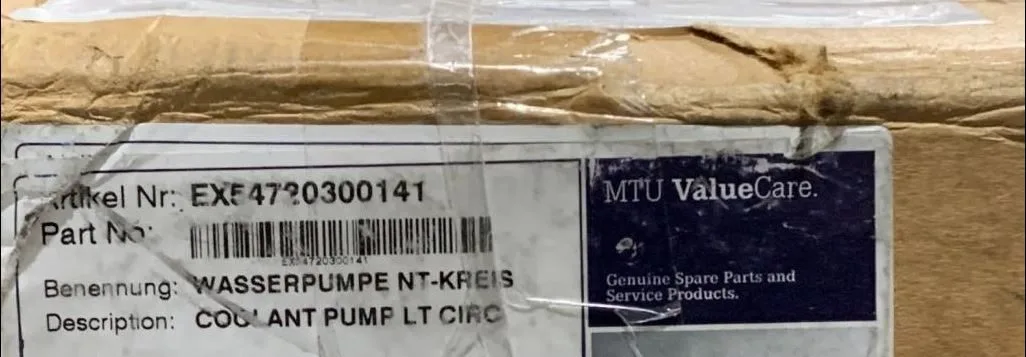 Artikel Nr: EX54720300141
Part No:
EX54720300141
Benennung: WASSERPUMPE NT-KREIS
Description: COOLANT PUMP LT CIRC
MTU ValueCare.
Genuine Spare Parts and
Service Products.